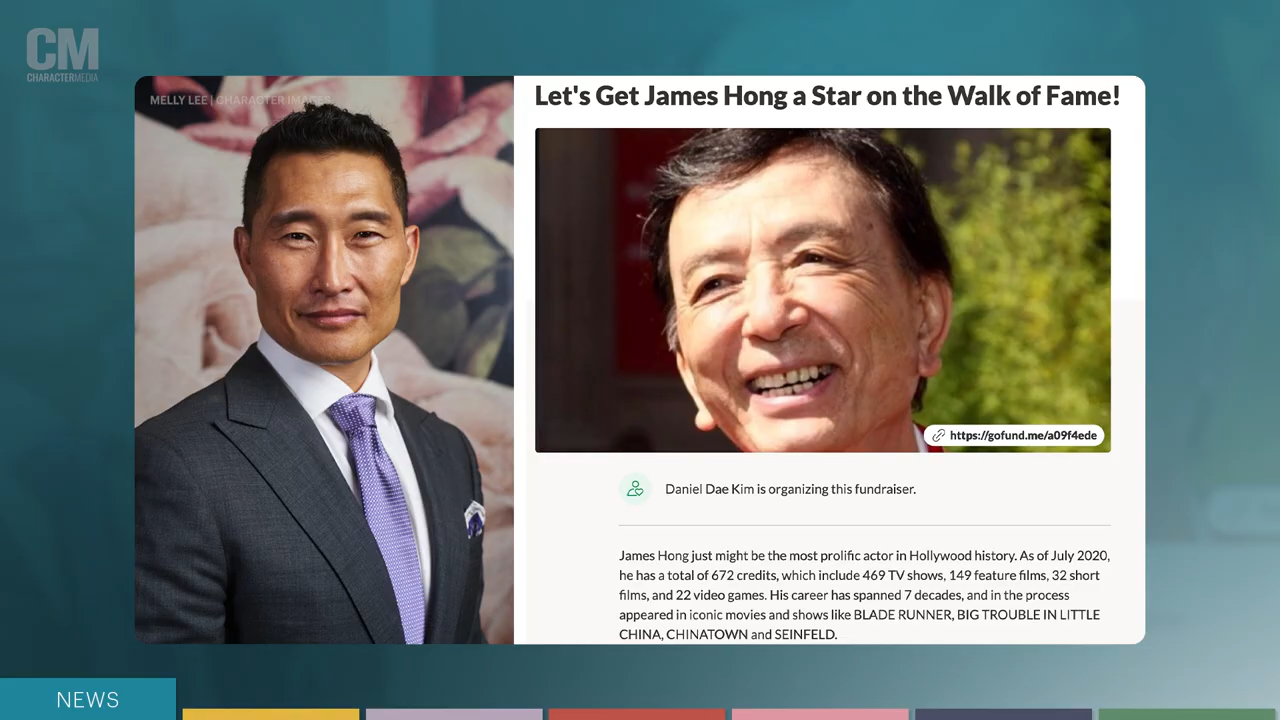 CM
CHARACTERMEDIA
MELLY LEE | CHARACTER IMAGES
Let's Get James Hong a Star on the Walk of Fame!
https://gofund.me/a09f4ede
Daniel Dae Kim is organizing this fundraiser.
James Hong just might be the most prolific actor in Hollywood history. As of July 2020,
he has a total of 672 credits, which include 469 TV shows, 149 feature films, 32 short
films, and 22 video games. His career has spanned 7 decades, and in the process
appeared in iconic movies and shows like BLADE RUNNER, BIG TROUBLE IN LITTLE
CHINA, CHINATOWN and SEINFELD.
NEWS